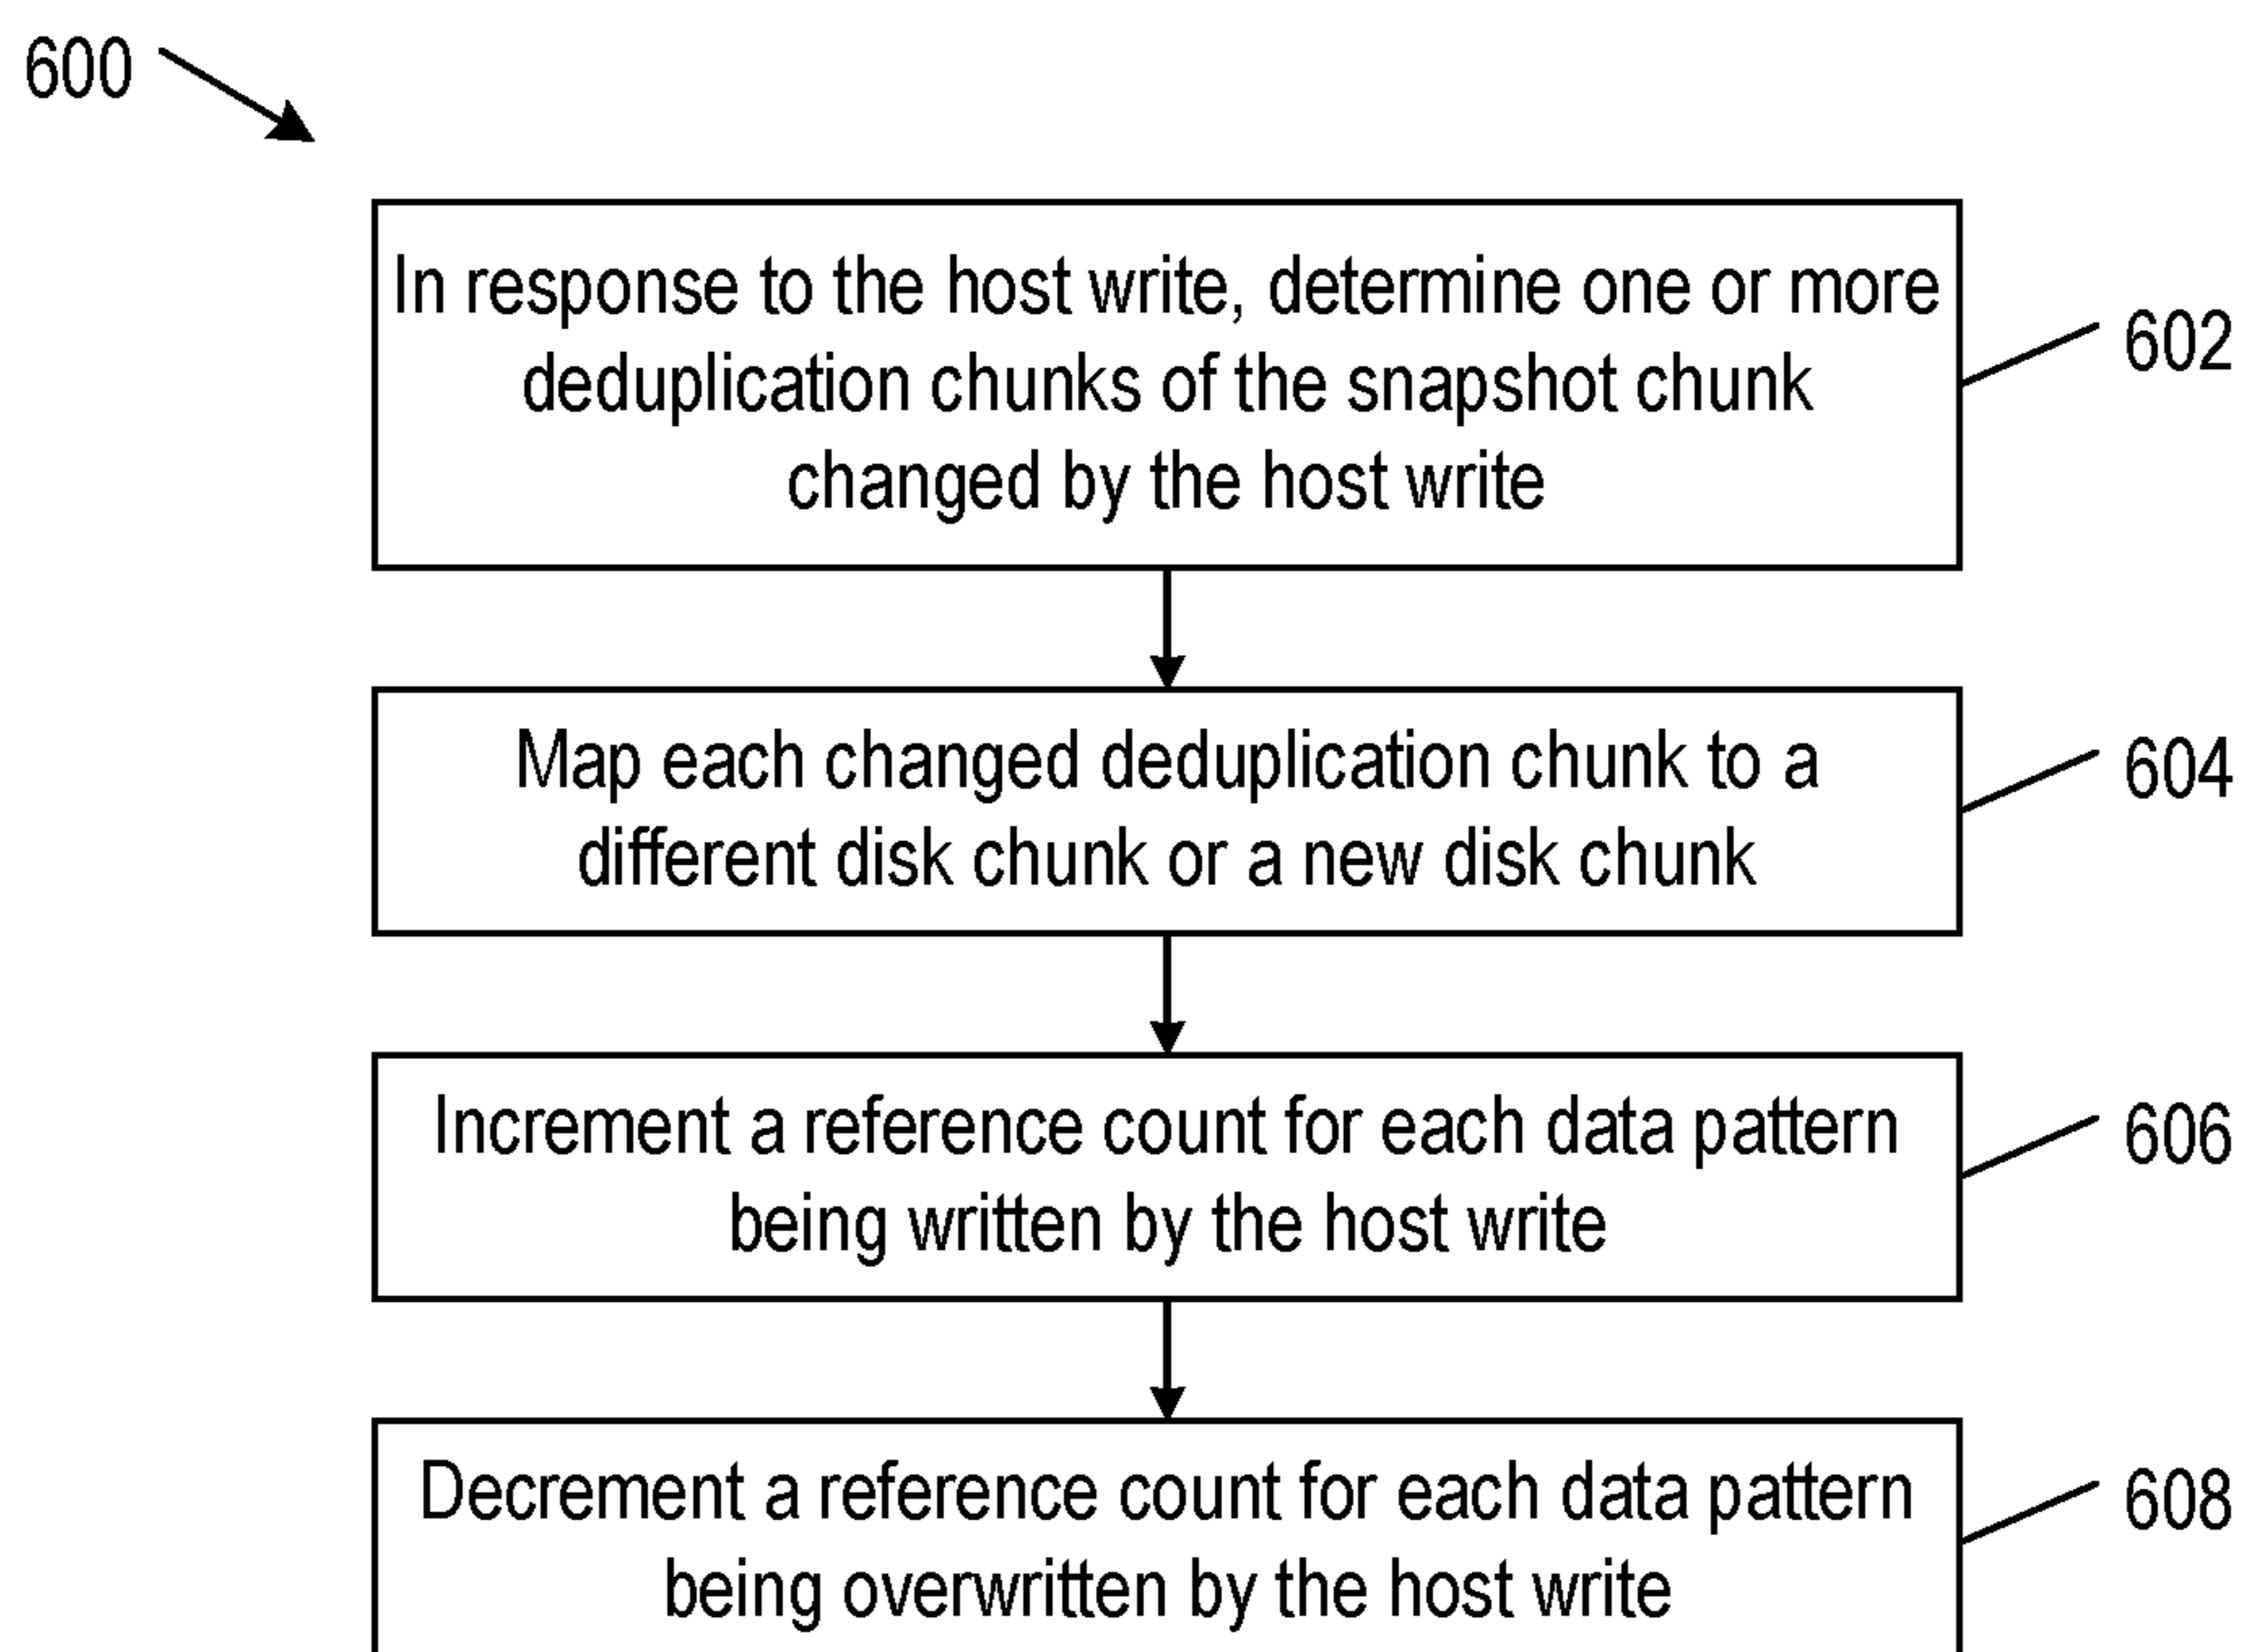 600
In response to the host write, determine one or more
deduplication chunks of the snapshot chunk
changed by the host write
602
Map each changed deduplication chunk to a
different disk chunk or a new disk chunk
604
Increment a reference count for each data pattern
being written by the host write
606
Decrement a reference count for each data pattern
being overwritten by the host write
608